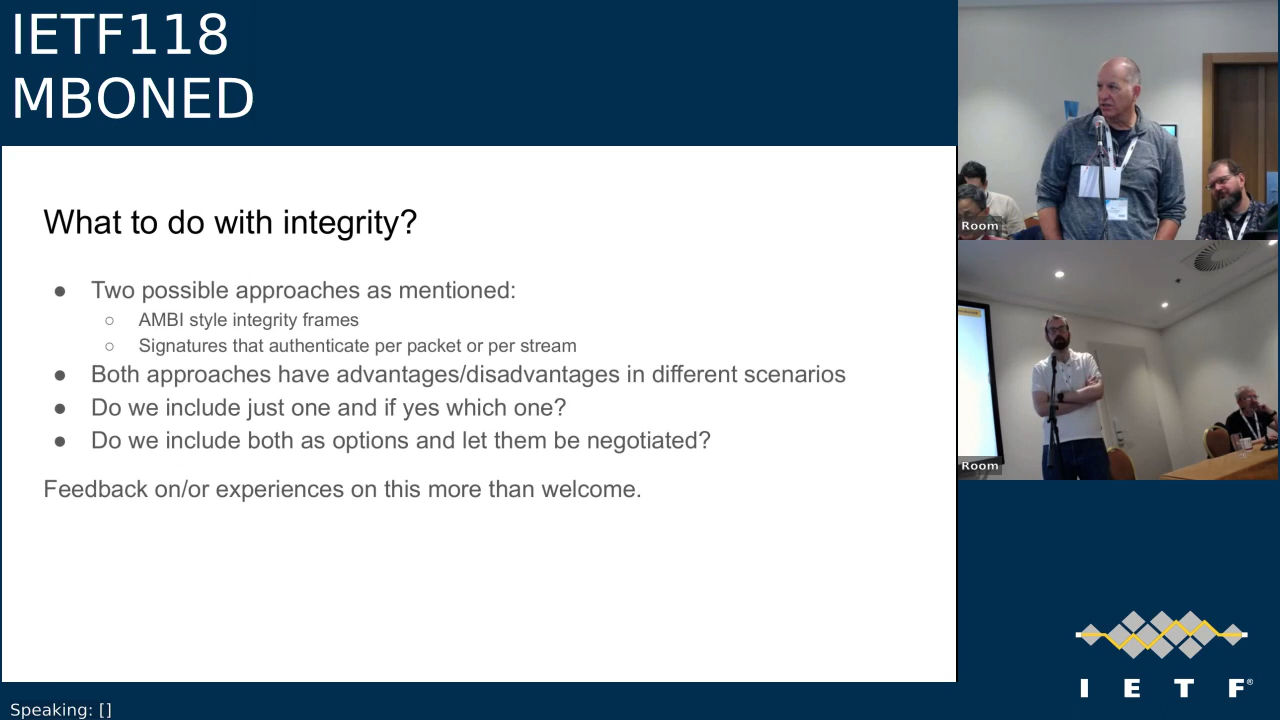 IETF118
MBONED
What to do with integrity?
● Two possible approaches as mentioned:
○ AMBI style integrity frames
○ Signatures that authenticate per packet or per stream
● Both approaches have advantages/disadvantages in different scenarios
● Do we include just one and if yes which one?
● Do we include both as options and let them be negotiated?
Feedback on/or experiences on this more than welcome.
Room
Room
I E T F®
Speaking: []